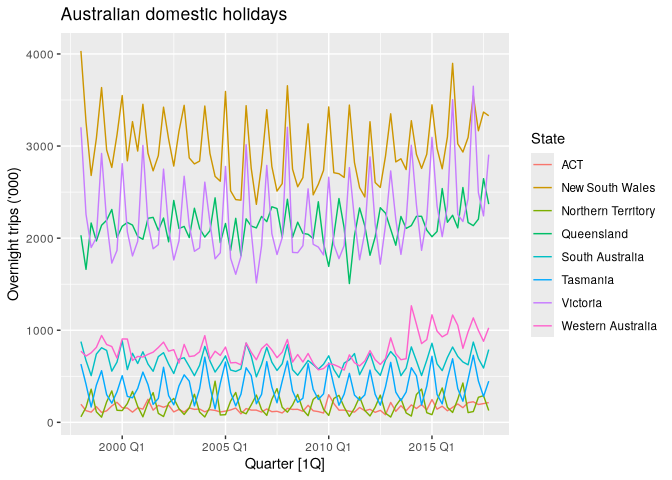 Australian domestic holidays
Overnight trips ('000)
4000
3000
2000
1000
0
2000 Q1
2005 Q1
2010 Q1
2015 Q1
Quarter [1Q]
State
ACT
New South Wales
Northern Territory
Queensland
South Australia
Tasmania
Victoria
Western Australia